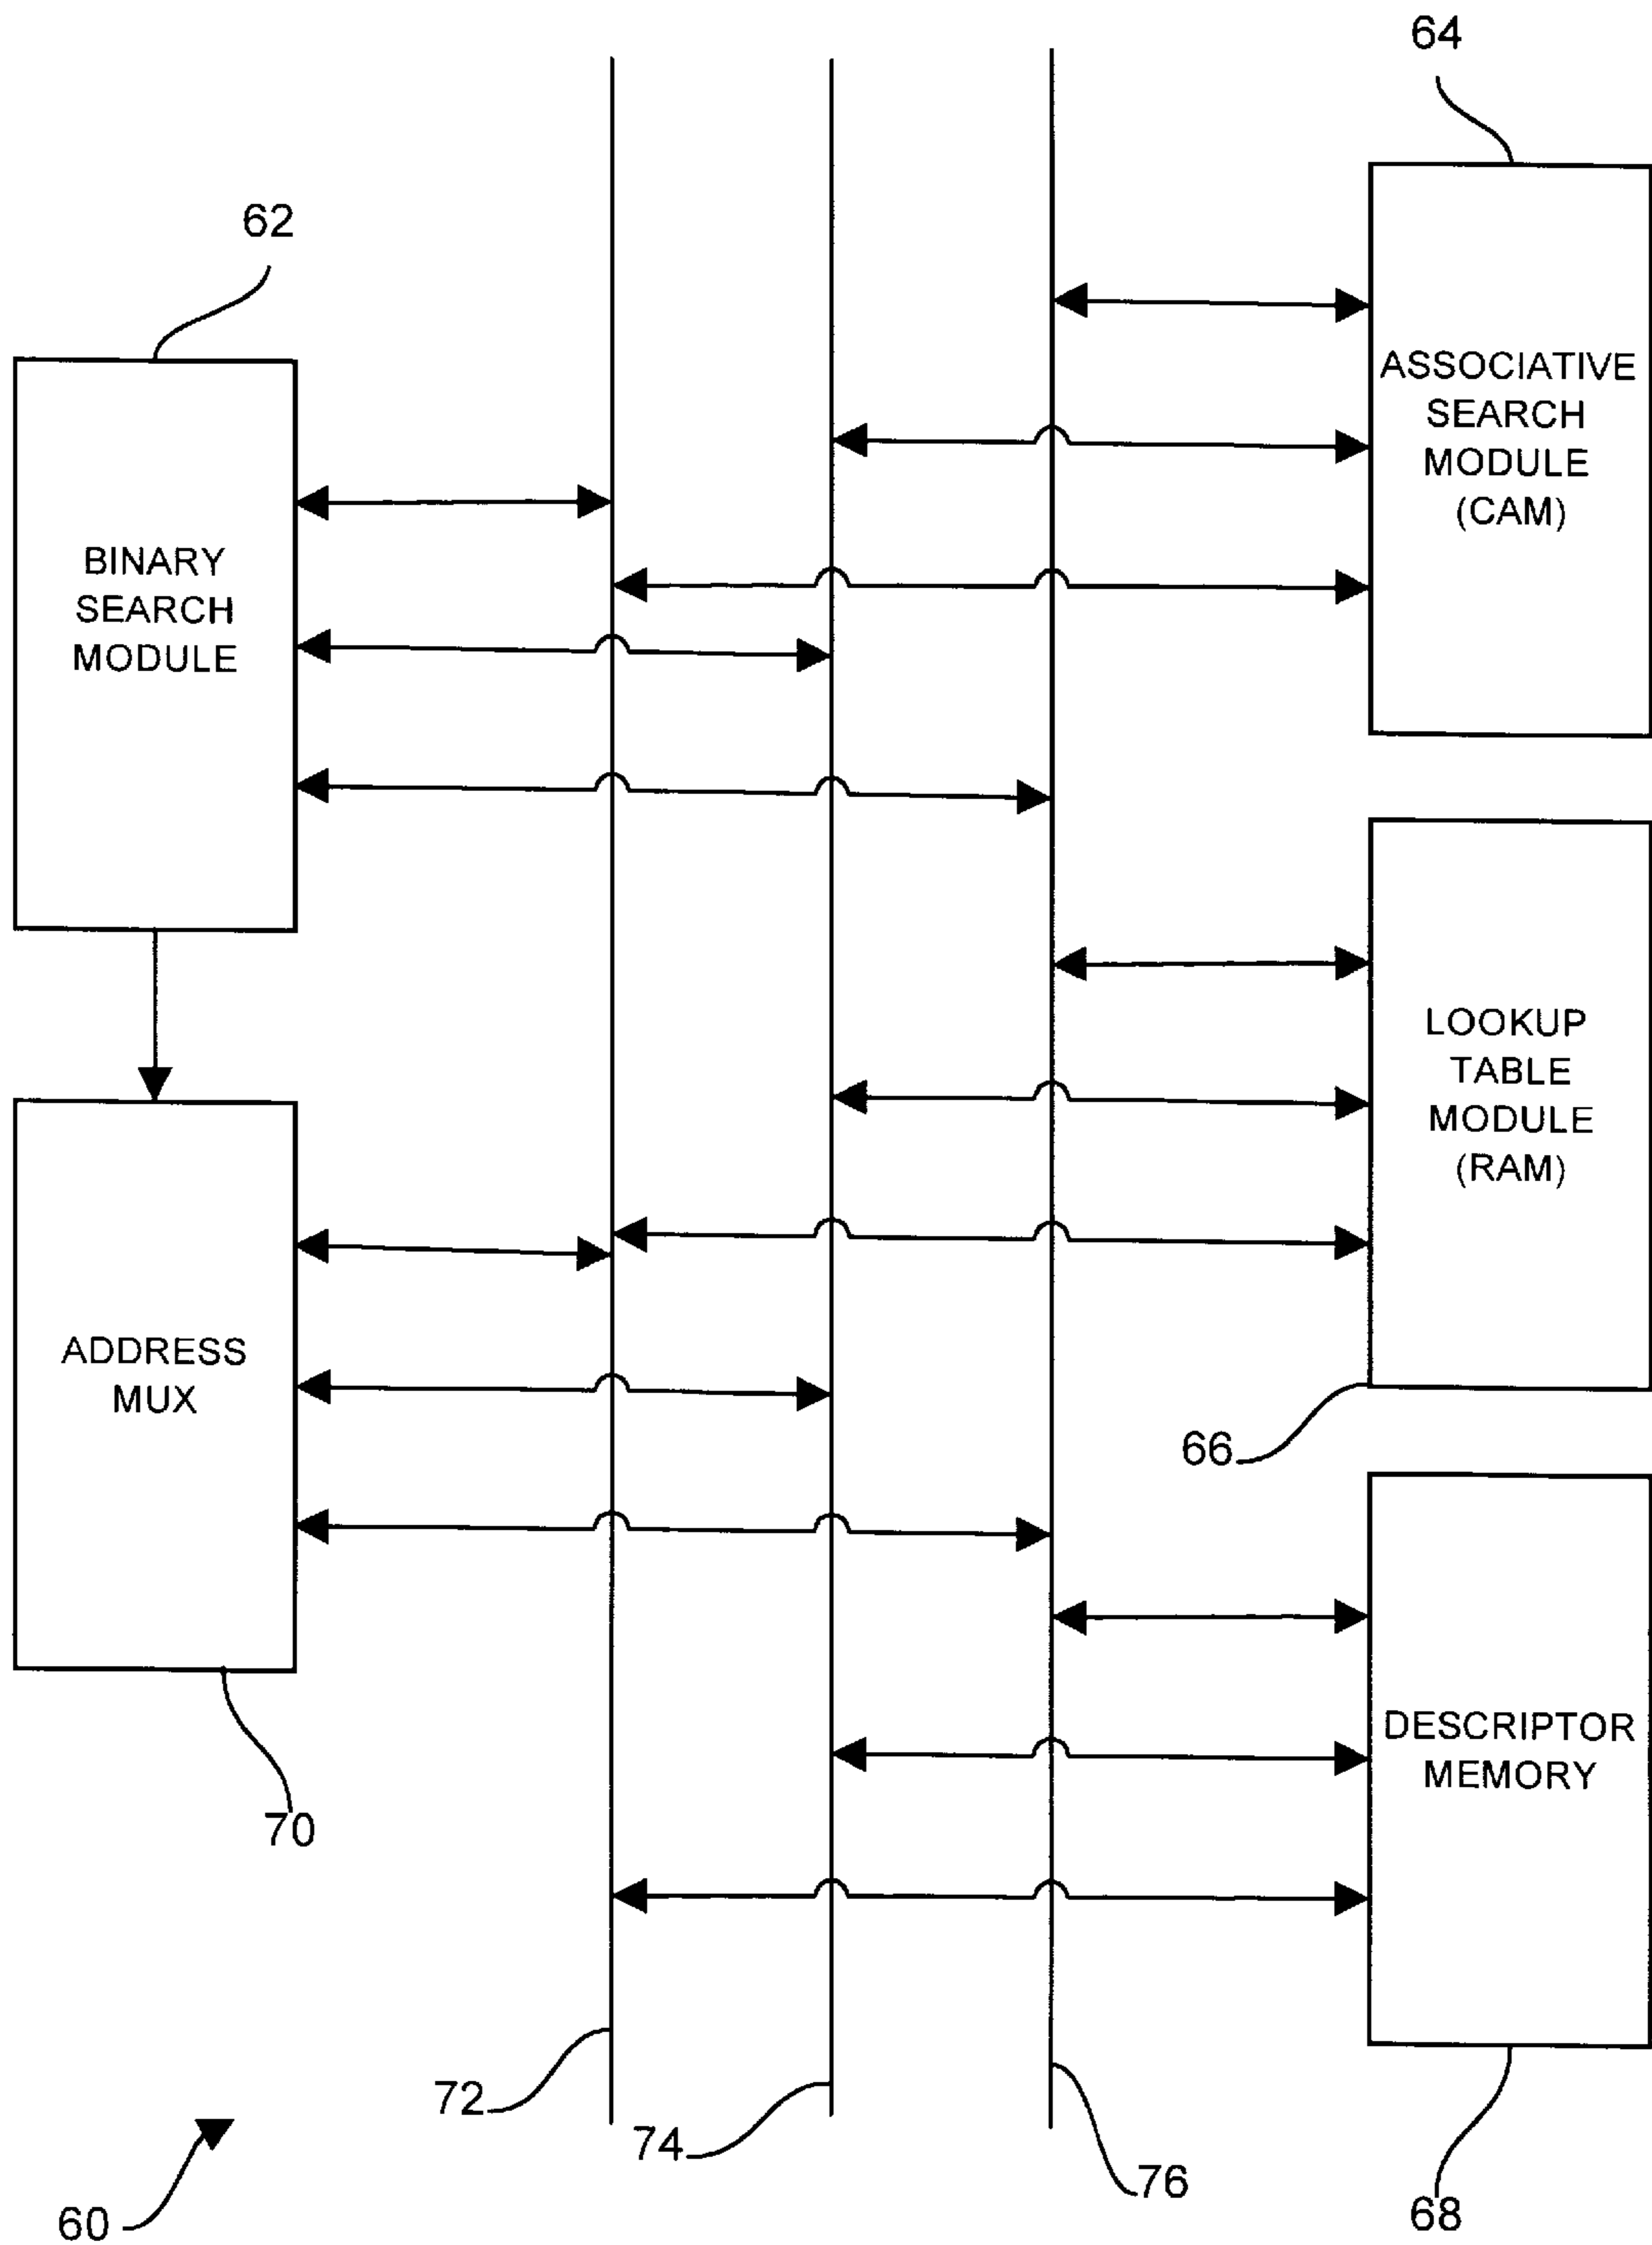 64
62
ASSOCIATIVE
SEARCH
MODULE
(CAM)
BINARY
SEARCH
MODULE
LOOKUP
TABLE
MODULE
(RAM)
ADDRESS
MUX
66
DESCRIPTOR
MEMORY
70
72
74
76
68
60